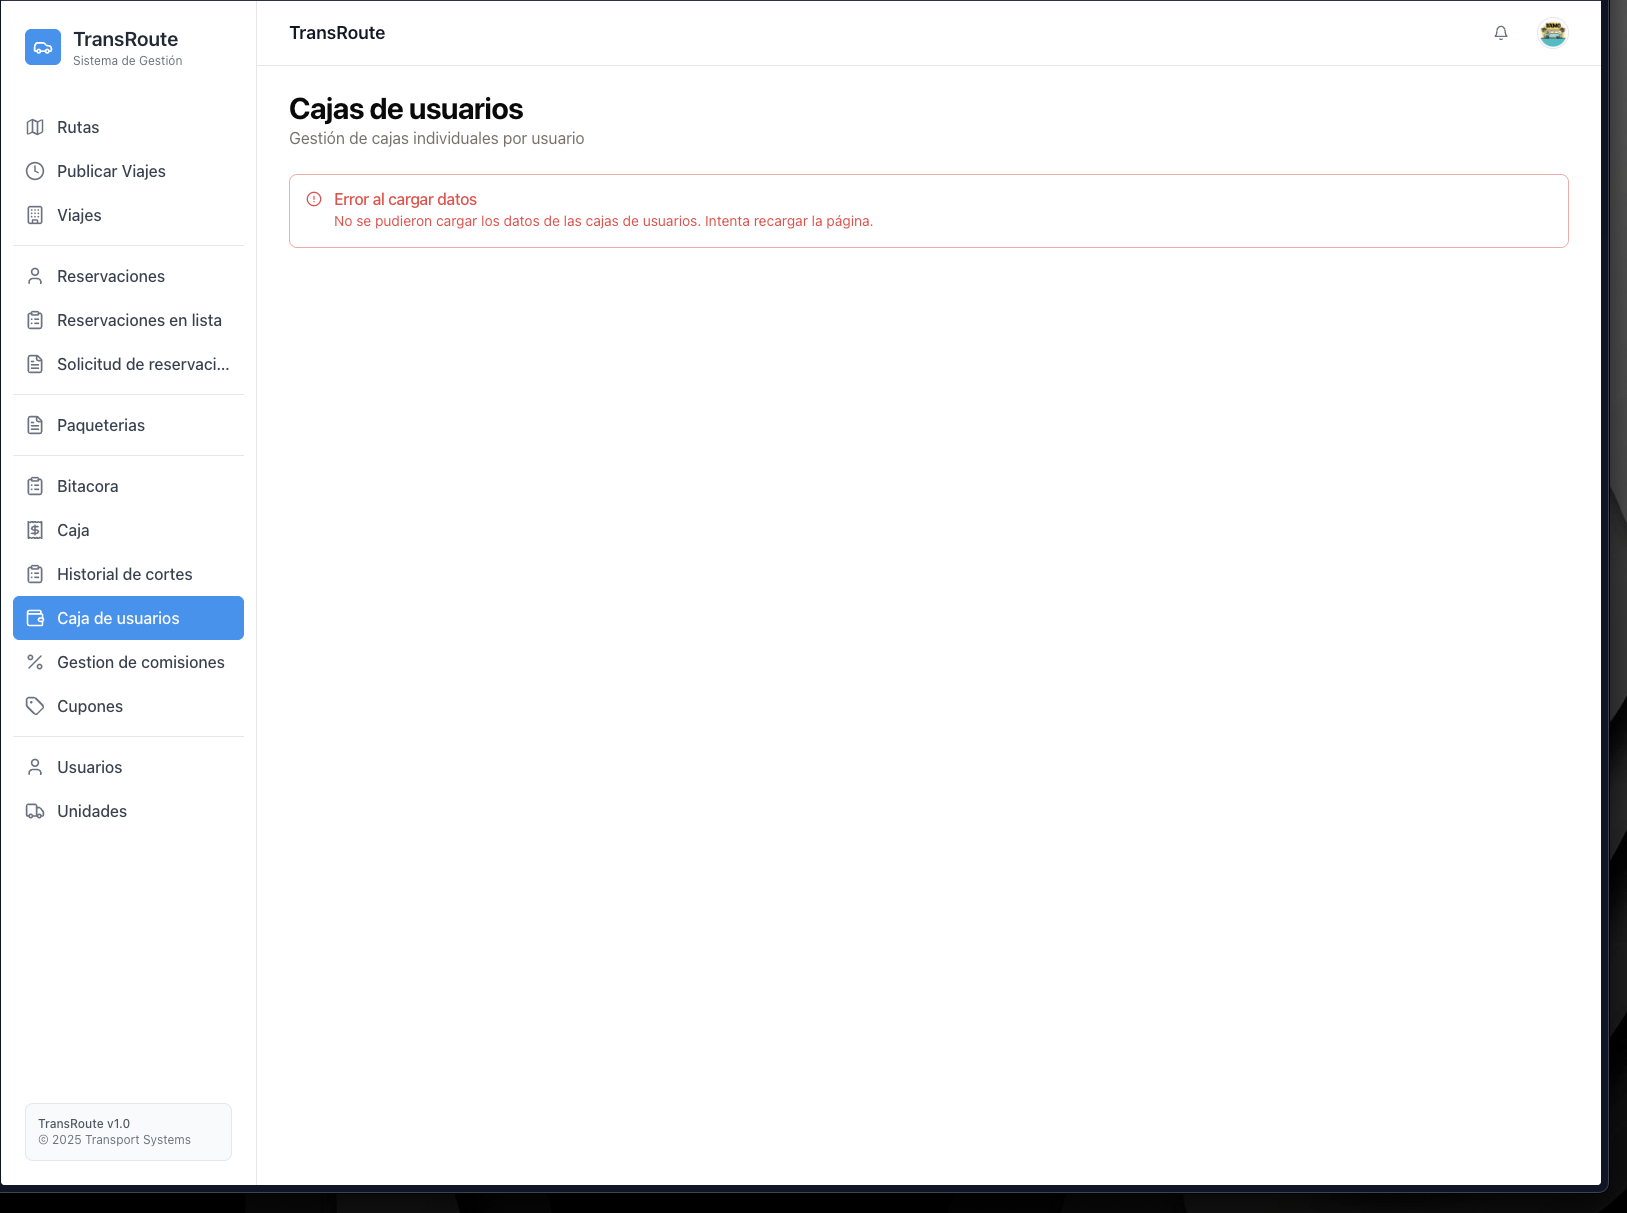 TransRoute
Sistema de Gestión
Rutas
Publicar Viajes
Viajes
Reservaciones
Reservaciones en lista
Solicitud de reservaci...
Paqueterias
Bitacora
Caja
Historial de cortes
Caja de usuarios
Gestion de comisiones
Cupones
Usuarios
Unidades
TransRoute v1.0
© 2025 Transport Systems
TransRoute
Cajas de usuarios
Gestión de cajas individuales por usuario
Error al cargar datos
No se pudieron cargar los datos de las cajas de usuarios. Intenta recargar la página.